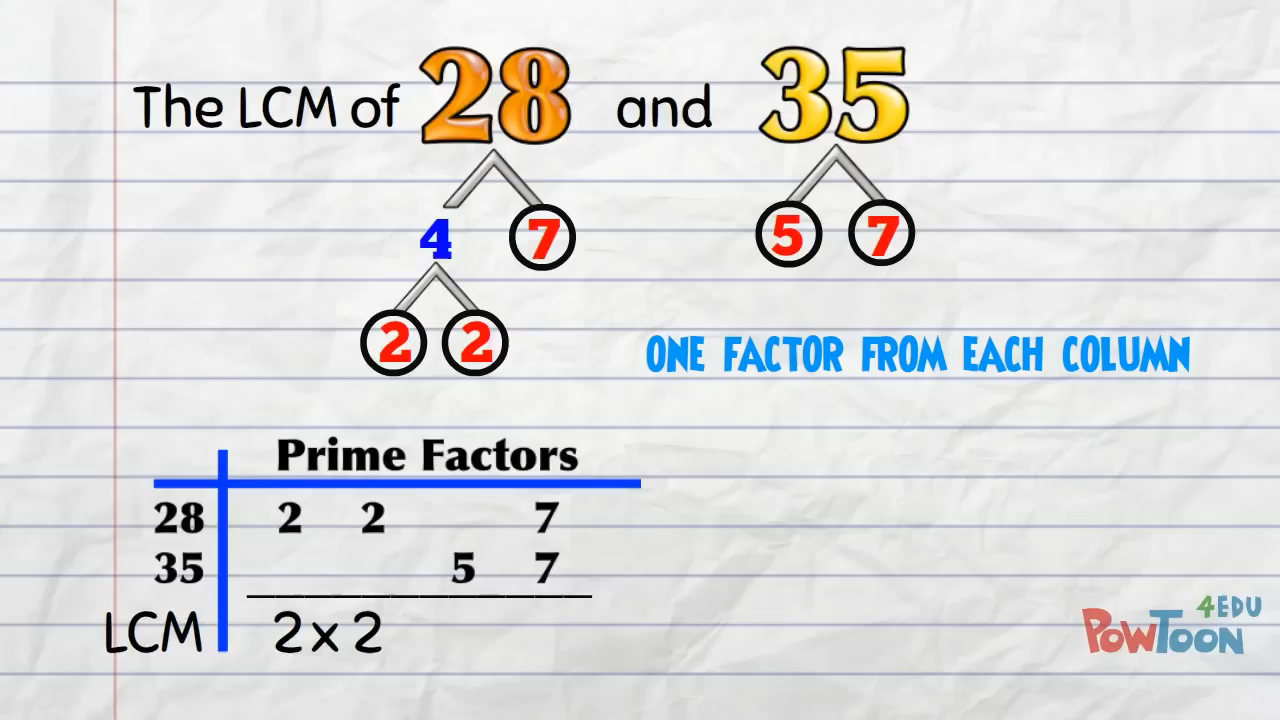 The LCM of 28 and 35
4 7 5 7
2 2
ONE FACTOR FROM EACH COLUMN
Prime Factors
28 2 2 7
35 5 7
LCM 2 x 2
4EDU
POWTOON